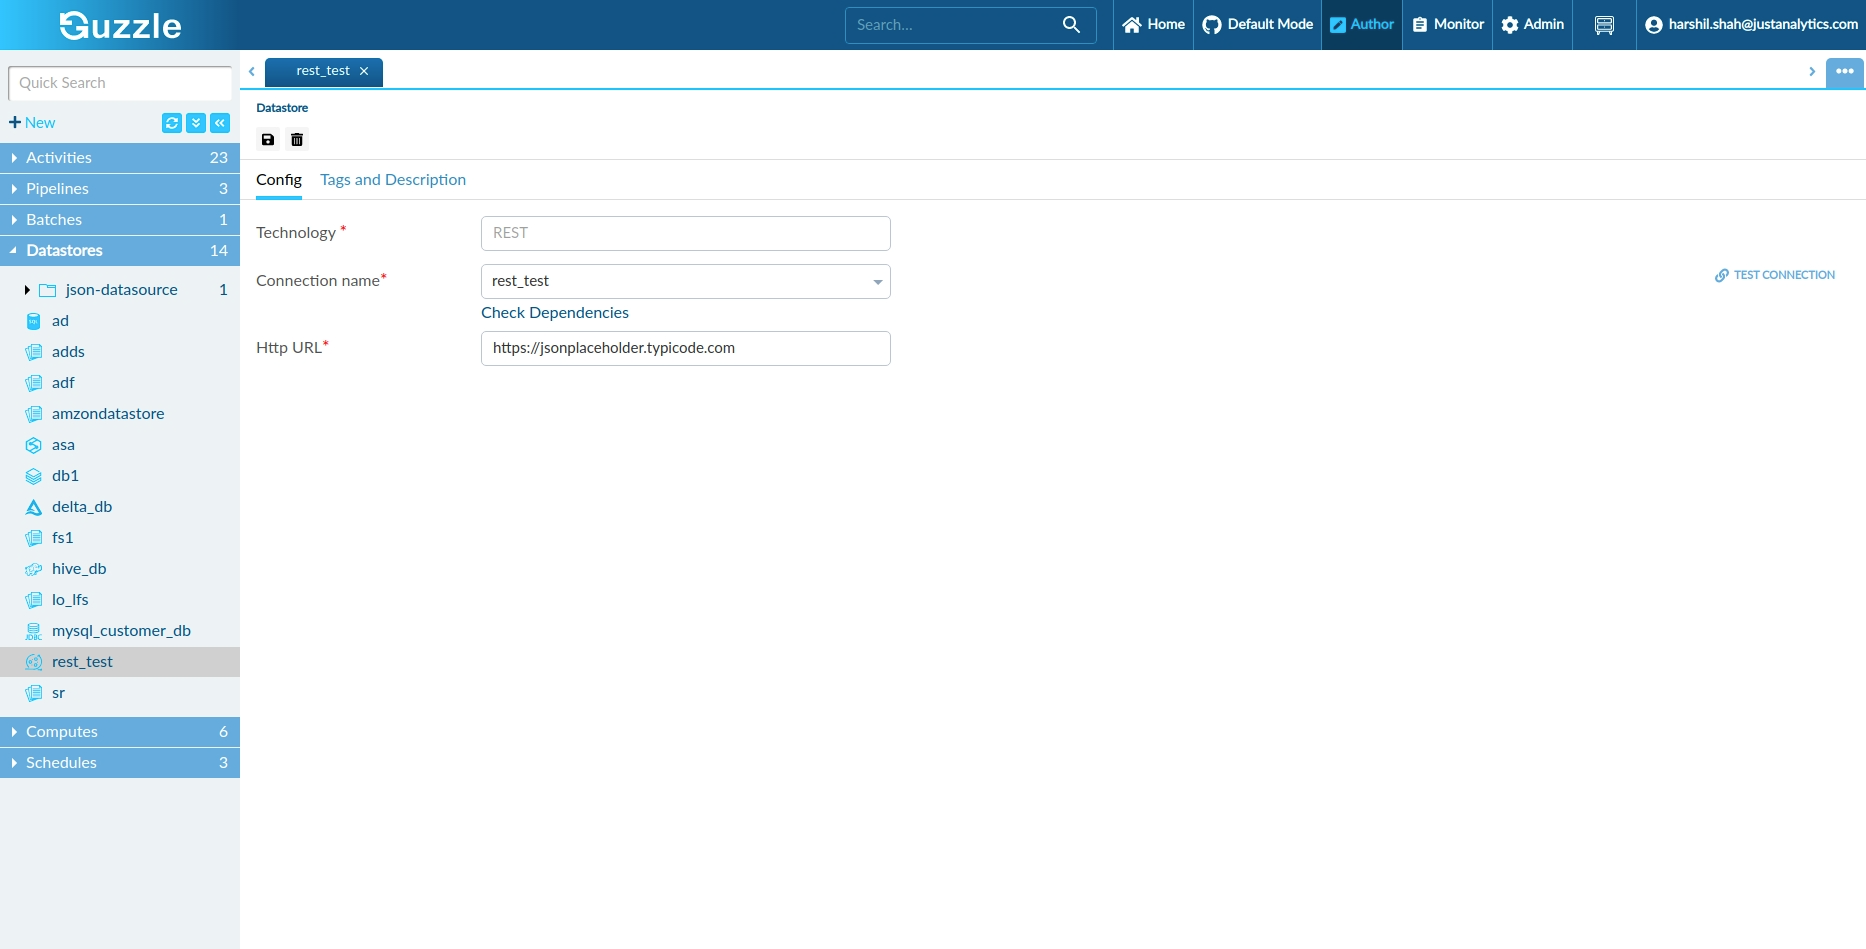 Guzzle
Search...
Home
Default Mode
Author
Monitor
Admin
harshil.shah@justanalytics.com
Quick Search
New
Activities 23
Pipelines 3
Batches 1
Datastores 14
json-datasource 1
ad
adds
adf
amzondatastore
asa
db1
delta_db
fs1
hive_db
lo_lfs
mysql_customer_db
rest_test
sr
Computes 6
Schedules 3
rest_test
Datastore
Config
Tags and Description
Technology *
REST
Connection name*
rest_test
TEST CONNECTION
Check Dependencies
Http URL*
https://jsonplaceholder.typicode.com